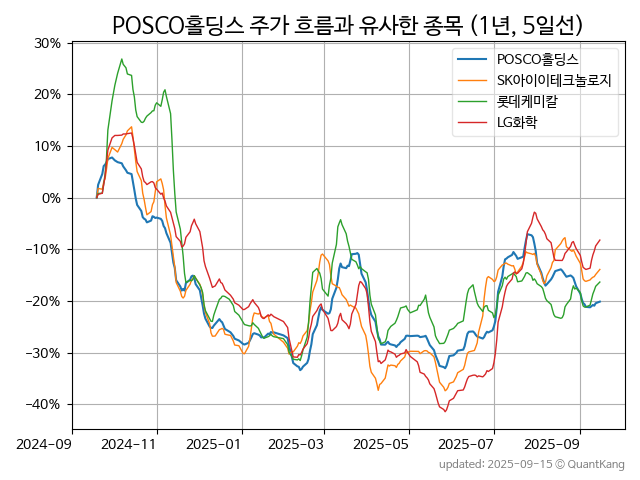 POSCO홀딩스 주가 흐름과 유사한 종목 (1년, 5일선)
30%
20%
10%
0%
−10%
−20%
−30%
−40%
POSCO홀딩스
SK아이이테크놀로지
롯데케미칼
LG화학
2024-09
2024-11
2025-01
2025-03
2025-05
2025-07
2025-09
updated: 2025-09-15 © QuantKang